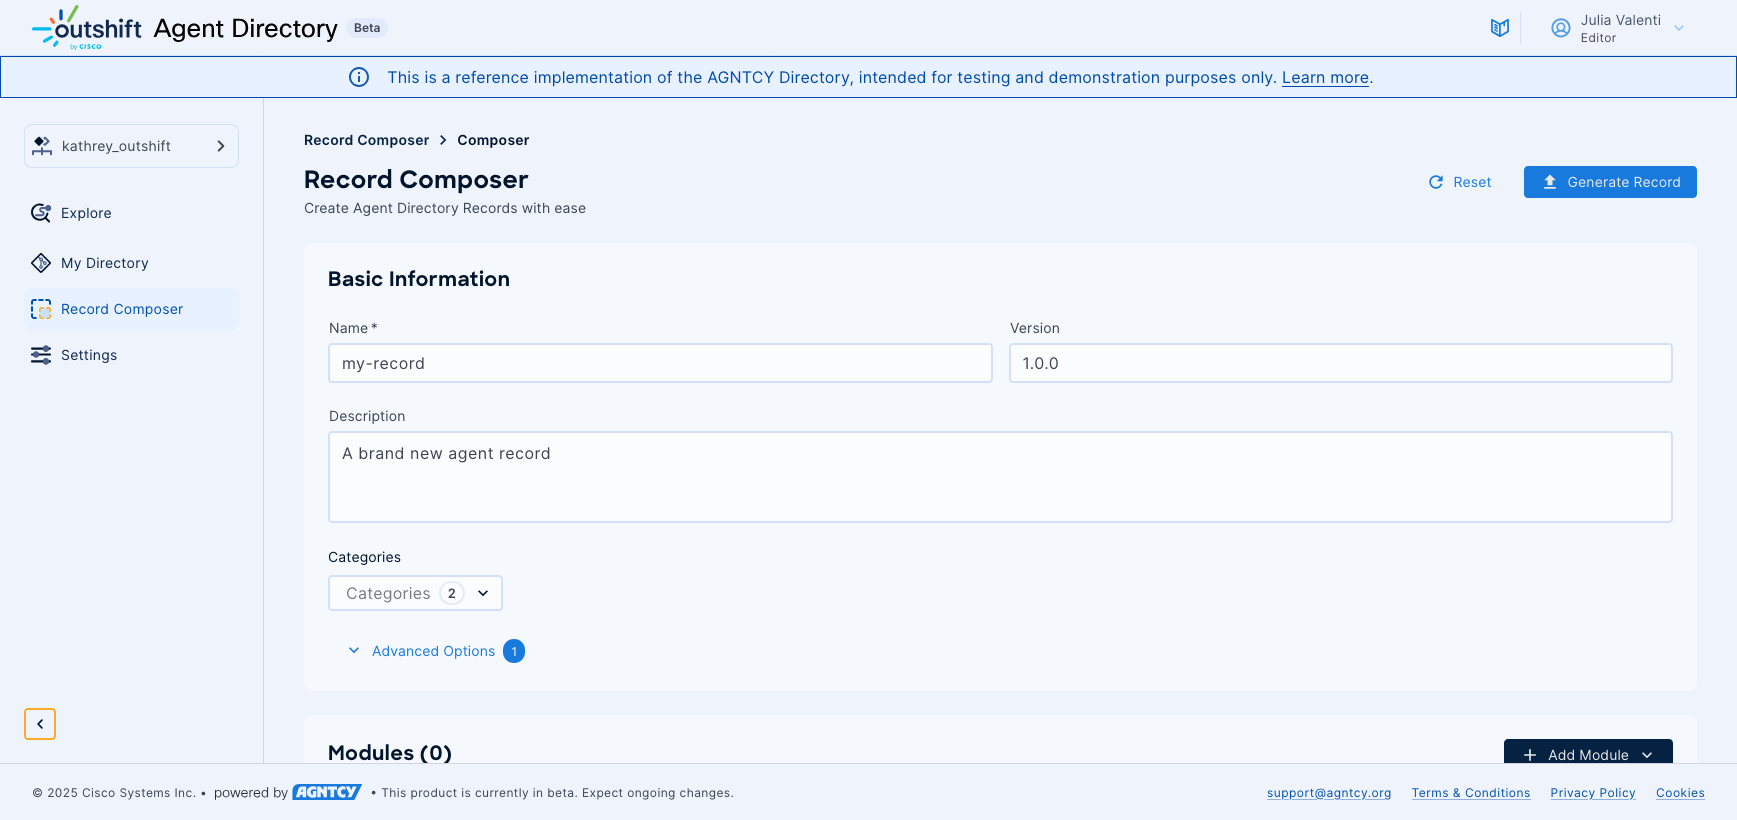 outshift
by CISCO
Agent Directory
Beta
Julia Valenti
Editor
This is a reference implementation of the AGNTCY Directory, intended for testing and demonstration purposes only. Learn more.
kathrey_outshift
Explore
My Directory
Record Composer
Settings
Record Composer > Composer
Record Composer
Create Agent Directory Records with ease
Reset
Generate Record
Basic Information
Name *
my-record
Version
1.0.0
Description
A brand new agent record
Categories
Categories 2
Advanced Options 1
Modules (0)
Add Module
© 2025 Cisco Systems Inc. • powered by AGNTCY • This product is currently in beta. Expect ongoing changes.
support@agntcy.org
Terms & Conditions
Privacy Policy
Cookies